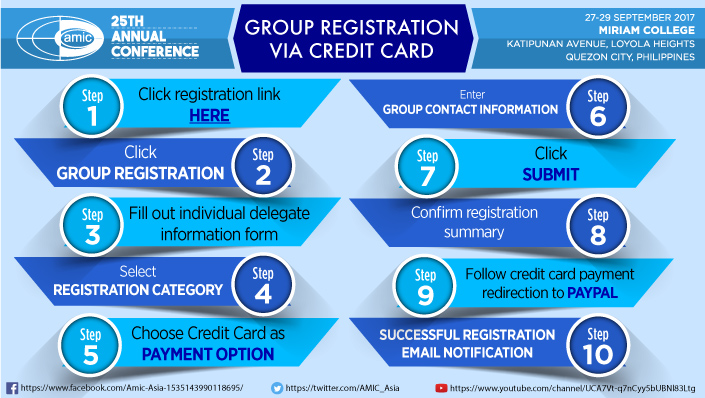 amic
25TH
ANNUAL
CONFERENCE
GROUP REGISTRATION
VIA CREDIT CARD
27-29 SEPTEMBER 2017
MIRIAM COLLEGE
KATIPUNAN AVENUE, LOYOLA HEIGHTS
QUEZON CITY, PHILIPPINES
Step
1
Click registration link
HERE
Click
GROUP REGISTRATION
Step
2
Step
3
Fill out individual delegate
information form
Select
REGISTRATION CATEGORY
Step
4
Step
5
Choose Credit Card as
PAYMENT OPTION
Enter
GROUP CONTACT INFORMATION
Step
6
Step
7
Click
SUBMIT
Confirm registration
summary
Step
8
Step
9
Follow credit card payment
redirection to PAYPAL
SUCCESSFUL REGISTRATION
EMAIL NOTIFICATION
Step
10
https://www.facebook.com/Amic-Asia-1535143990118695/
https://twitter.com/AMIC_Asia
https://www.youtube.com/channel/UCA7Vt-q7nCyy5bUBNI83Ltg